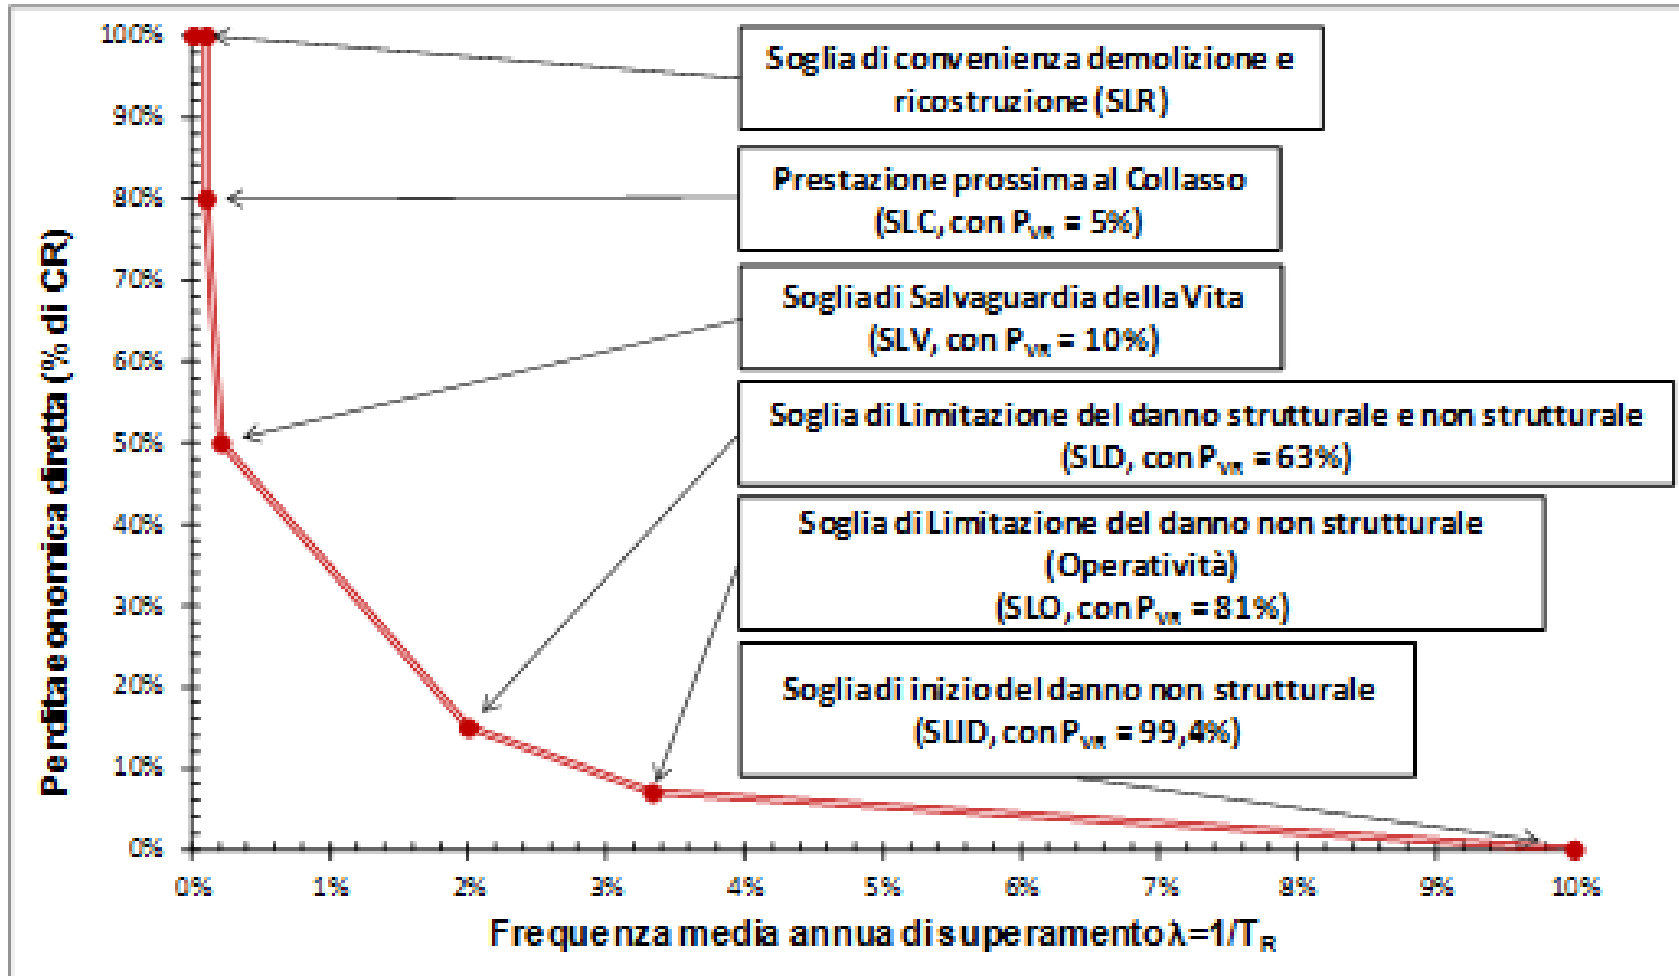 100%
90%
80%
70%
60%
50%
40%
30%
20%
10%
0%
Perdita economica diretta (% di CR)
Soglia di convenienza demolizione e
ricostruzione (SLR)
Prestazione prossima al Collasso
(SLC, con PVR = 5%)
Soglia di Salvaguardia della Vita
(SLV, con PVR = 10%)
Soglia di Limitazione del danno strutturale e non strutturale
(SLD, con PVR = 63%)
Soglia di Limitazione del danno non strutturale
(Operatività)
(SLO, con PVR = 81%)
Soglia di inizio del danno non strutturale
(SLID, con PVR = 99,4%)
0% 1% 2% 3% 4% 5% 6% 7% 8% 9% 10%
Frequenza media annua di superamento λ=1/TR